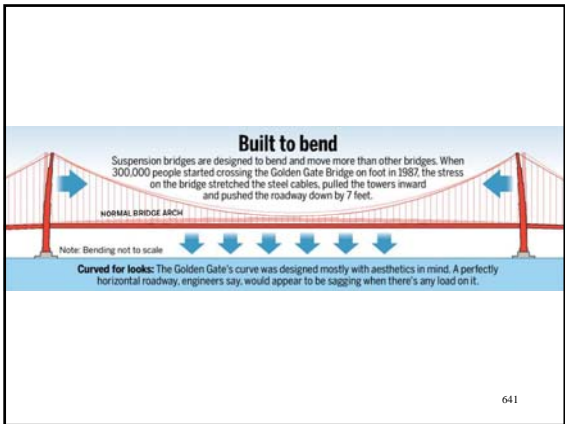 Built to bend
Suspension bridges are designed to bend and move more than other bridges. When
300,000 people started crossing the Golden Gate Bridge on foot in 1987, the stress
on the bridge stretched the steel cables, pulled the towers inward
and pushed the roadway down by 7 feet.
NORMAL BRIDGE ARCH
Note: Bending not to scale
Curved for looks: The Golden Gate's curve was designed mostly with aesthetics in mind. A perfectly
horizontal roadway, engineers say, would appear to be sagging when there's any load on it.
641